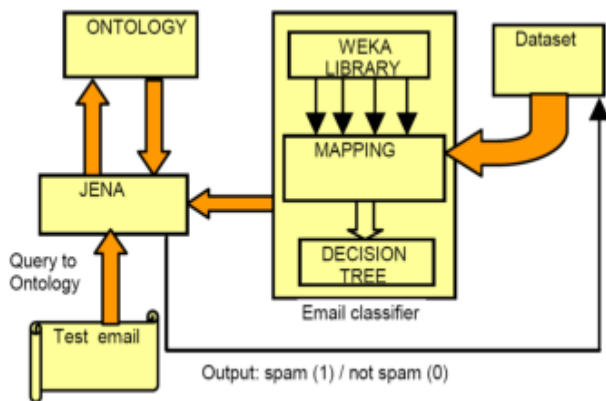 ONTOLOGY
WEKA
LIBRARY
Dataset
MAPPING
JENA
Query to
Ontology
DECISION
TREE
Email classifier
Test email
Output: spam (1) / not spam (0)